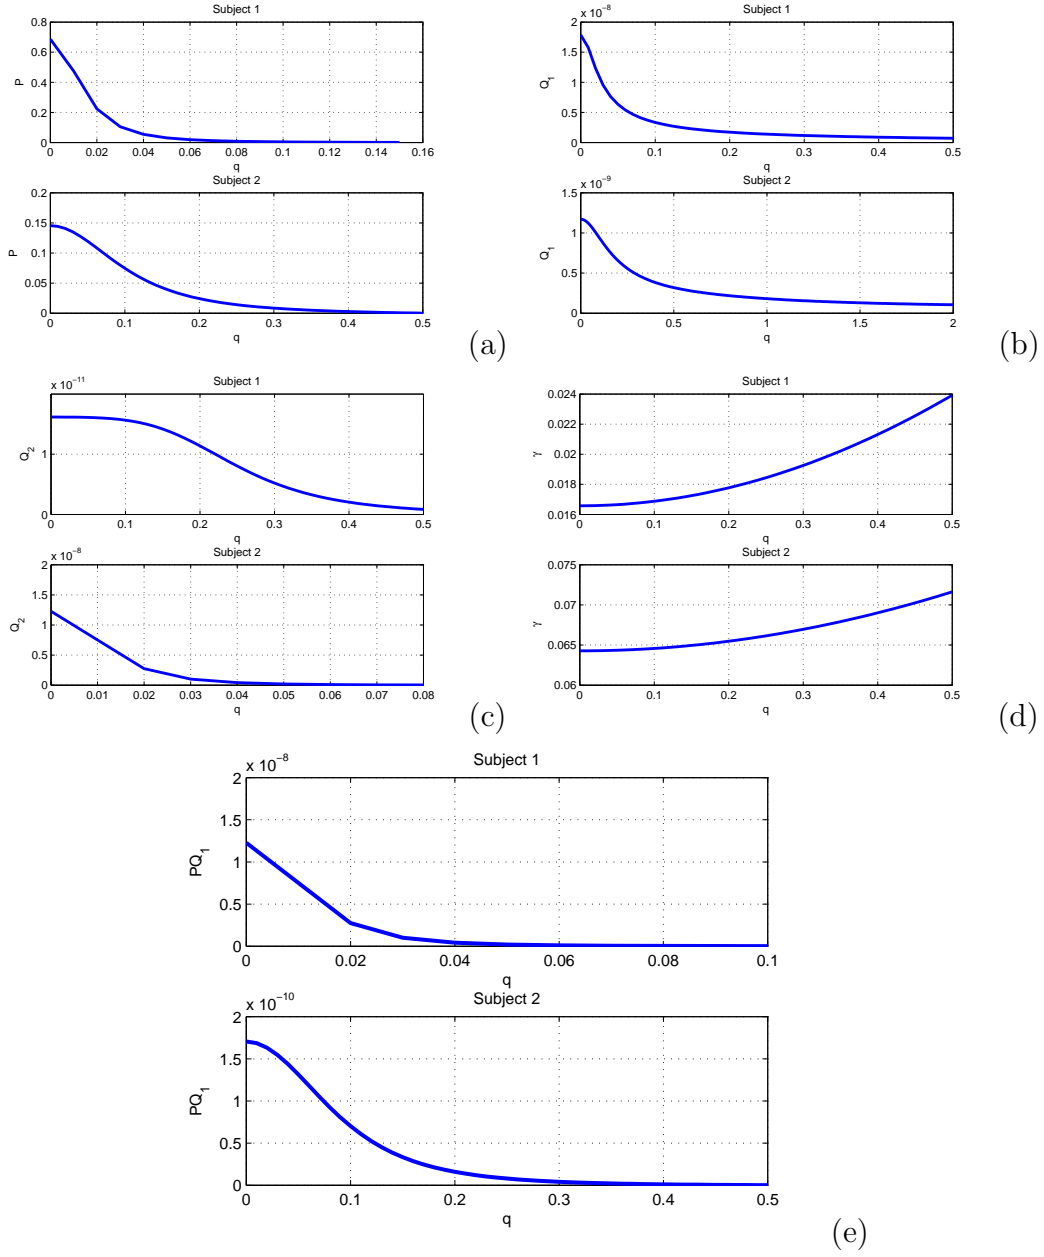 Subject 1
0.8
0.6
0.4
0.2
0
P
0 0.02 0.04 0.06 0.08 0.1 0.12 0.14 0.16
q
Subject 2
0.2
0.15
0.1
0.05
0
P
0 0.1 0.2 0.3 0.4 0.5
q
(a)
x 10⁻⁸
Subject 1
2
1.5
1
0.5
0
Q₁
0 0.1 0.2 0.3 0.4 0.5
q
x 10⁻⁹
Subject 2
1.5
1
0.5
0
Q₁
0 0.5 1 1.5 2
q
(b)
x 10⁻¹¹
Subject 1
1
0
Q₂
0 0.1 0.2 0.3 0.4 0.5
q
x 10⁻⁸
Subject 2
2
1.5
1
0.5
0
Q₂
0 0.01 0.02 0.03 0.04 0.05 0.06 0.07 0.08
q
(c)
Subject 1
0.024
0.022
0.02
0.018
0.016
γ
0 0.1 0.2 0.3 0.4 0.5
q
Subject 2
0.075
0.07
0.065
0.06
γ
0 0.1 0.2 0.3 0.4 0.5
q
(d)
x 10⁻⁸
Subject 1
2
1.5
1
0.5
0
PQ₁
0 0.02 0.04 0.06 0.08 0.1
q
x 10⁻¹⁰
Subject 2
2
1.5
1
0.5
0
PQ₁
0 0.1 0.2 0.3 0.4 0.5
q
(e)